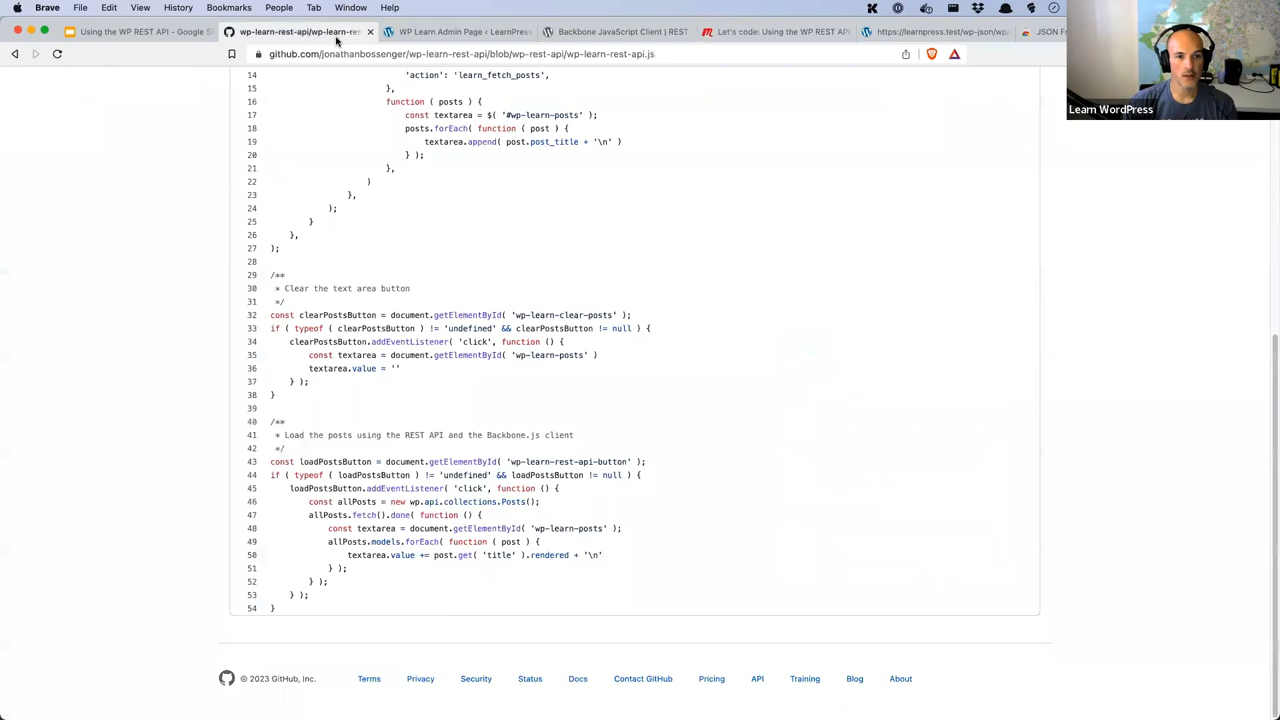 Brave File Edit View History Bookmarks People Tab Window Help
Using the WP REST API - Google S
wp-learn-rest-api/wp-learn-res
WP Learn Admin Page ‹ LearnPress
Backbone JavaScript Client | REST
Let's code: Using the WP REST API
https://learnpress.test/wp-json/wp/
JSON Fo
github.com/jonathanbossenger/wp-learn-rest-api/blob/wp-rest-api/wp-learn-rest-api.js
Learn WordPress
14 'action': 'learn_fetch_posts',
15 },
16 function ( posts ) {
17 const textarea = $( '#wp-learn-posts' );
18 posts.forEach( function ( post ) {
19 textarea.append( post.post_title + '\n' )
20 } );
21 },
22 )
23 },
24 );
25 }
26 },
27 );
28
29 /**
30 * Clear the text area button
31 */
32 const clearPostsButton = document.getElementById( 'wp-learn-clear-posts' );
33 if ( typeof ( clearPostsButton ) != 'undefined' && clearPostsButton != null ) {
34 clearPostsButton.addEventListener( 'click', function () {
35 const textarea = document.getElementById( 'wp-learn-posts' )
36 textarea.value = ''
37 } );
38 }
39
40 /**
41 * Load the posts using the REST API and the Backbone.js client
42 */
43 const loadPostsButton = document.getElementById( 'wp-learn-rest-api-button' );
44 if ( typeof ( loadPostsButton ) != 'undefined' && loadPostsButton != null ) {
45 loadPostsButton.addEventListener( 'click', function () {
46 const allPosts = new wp.api.collections.Posts();
47 allPosts.fetch().done( function () {
48 const textarea = document.getElementById( 'wp-learn-posts' );
49 allPosts.models.forEach( function ( post ) {
50 textarea.value += post.get( 'title' ).rendered + '\n'
51 } );
52 } );
53 } );
54 }
© 2023 GitHub, Inc. Terms Privacy Security Status Docs Contact GitHub Pricing API Training Blog About